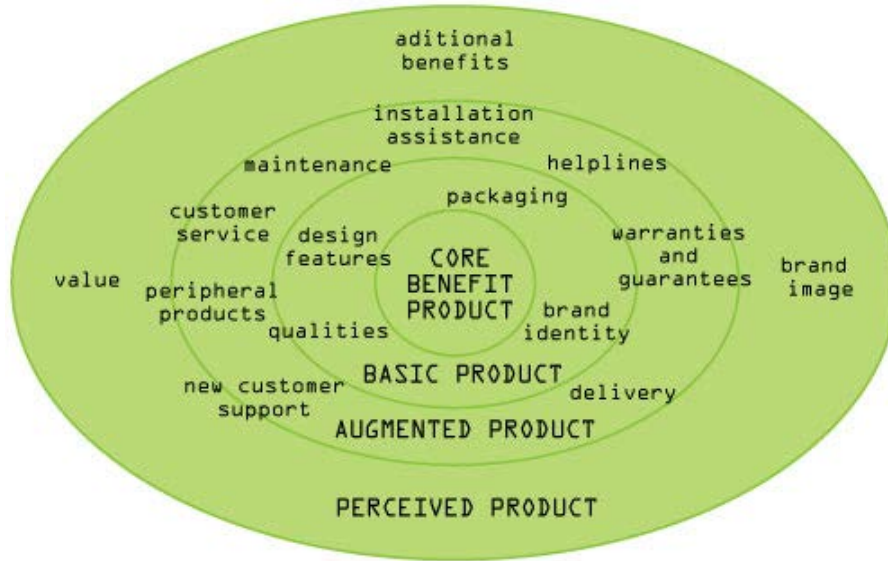 aditional
benefits
installation
assistance
maintenance
helplines
packaging
customer
service
design
features
warranties
and
guarantees
CORE
BENEFIT
PRODUCT
value
brand
image
peripheral
products
brand
identity
qualities
BASIC PRODUCT
new customer
support
delivery
AUGMENTED PRODUCT
PERCEIVED PRODUCT